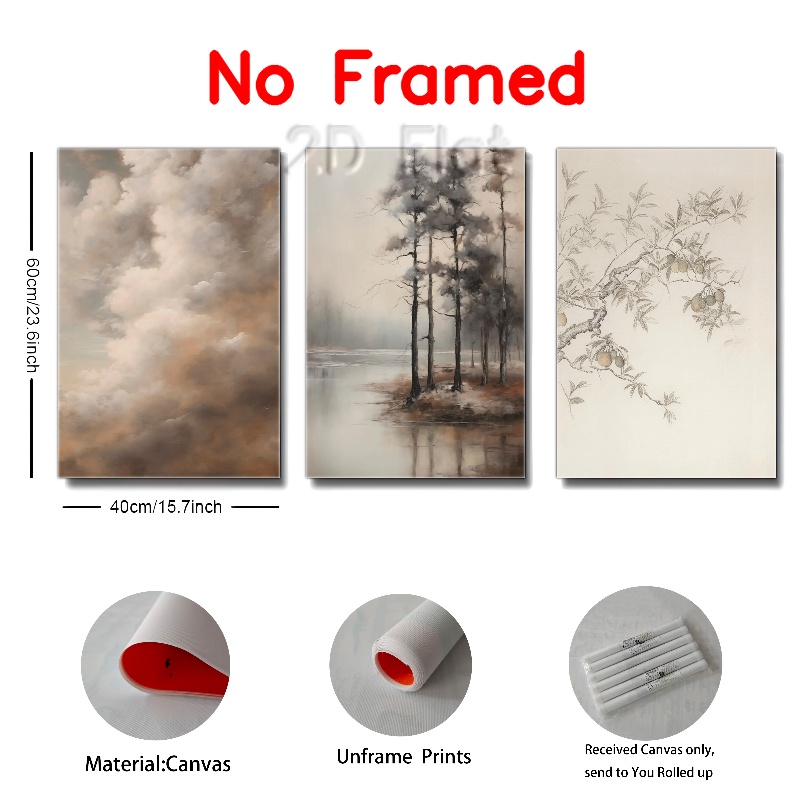 No Framed
2D Flat
60cm/23.6inch
40cm/15.7inch
Material:Canvas
Unframe Prints
Received Canvas only,
send to You Rolled up